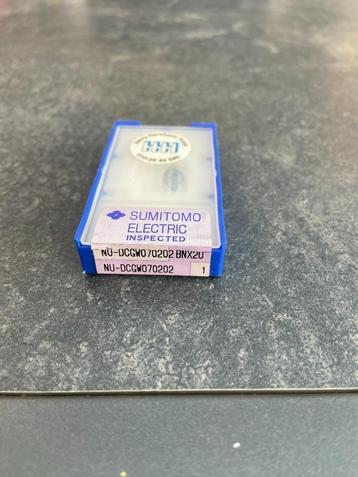 SUMITOMO
ELECTRIC
INSPECTED
NU-DCGW070202 BNX20
NU-DCGW070202 1